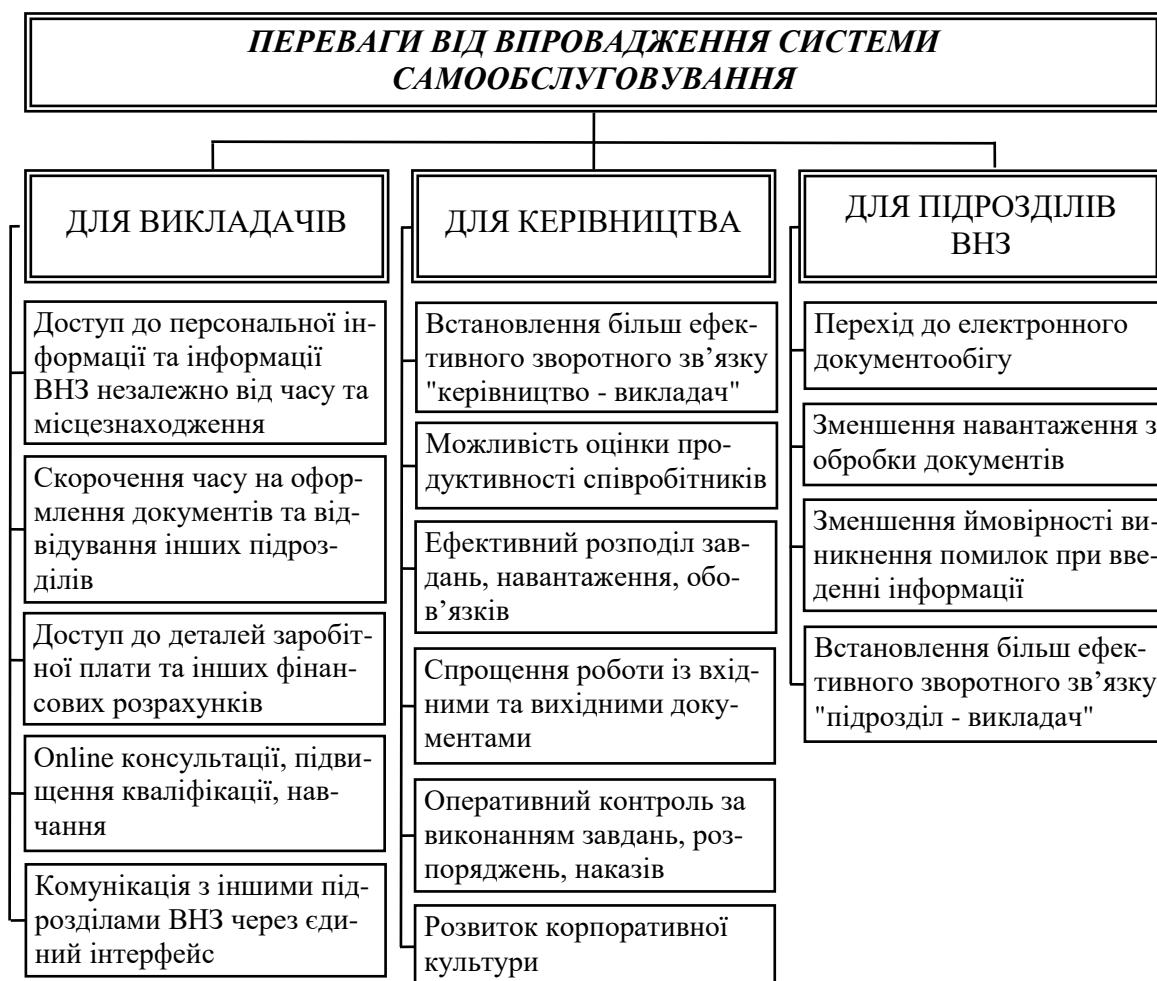 ПЕРЕВАГИ ВІД ВПРОВАДЖЕННЯ СИСТЕМИ
САМООБСЛУГОВУВАННЯ
ДЛЯ ВИКЛАДАЧІВ
Доступ до персональної ін-
формації та інформації
ВНЗ незалежно від часу та
місцезнаходження
Скорочення часу на офор-
млення документів та від-
відування інших підроз-
ділів
Доступ до деталей заробіт-
ної плати та інших фінан-
сових розрахунків
Online консультації, підви-
щення кваліфікації, нав-
чання
Комунікація з іншими під-
розділами ВНЗ через єди-
ний інтерфейс
ДЛЯ КЕРІВНИЦТВА
Встановлення більш ефек-
тивного зворотного зв’язку
"керівництво - викладач"
Можливість оцінки про-
дуктивності співробітників
Ефективний розподіл зав-
дань, навантаження, обо-
в’язків
Спрощення роботи із вхід-
ними та вихідними доку-
ментами
Оперативний контроль за
виконанням завдань, роз-
поряджень, наказів
Розвиток корпоративної
культури
ДЛЯ ПІДРОЗДІЛІВ
ВНЗ
Перехід до електронного
документообігу
Зменшення навантаження з
обробки документів
Зменшення ймовірності ви-
никнення помилок при вве-
денні інформації
Встановлення більш ефек-
тивного зворотного зв’язку
"підрозділ - викладач"